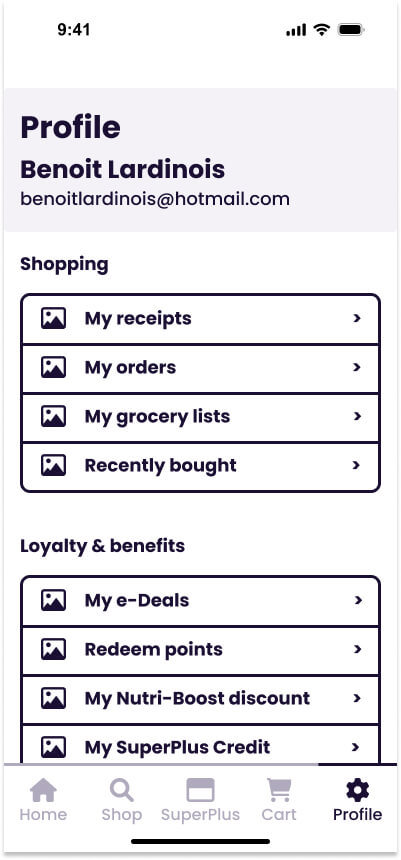 9:41
Profile
Benoit Lardinois
benoitlardinois@hotmail.com
Shopping
My receipts >
My orders >
My grocery lists >
Recently bought >
Loyalty & benefits
My e-Deals >
Redeem points >
My Nutri-Boost discount >
My SuperPlus Credit >
Home Shop SuperPlus Cart Profile